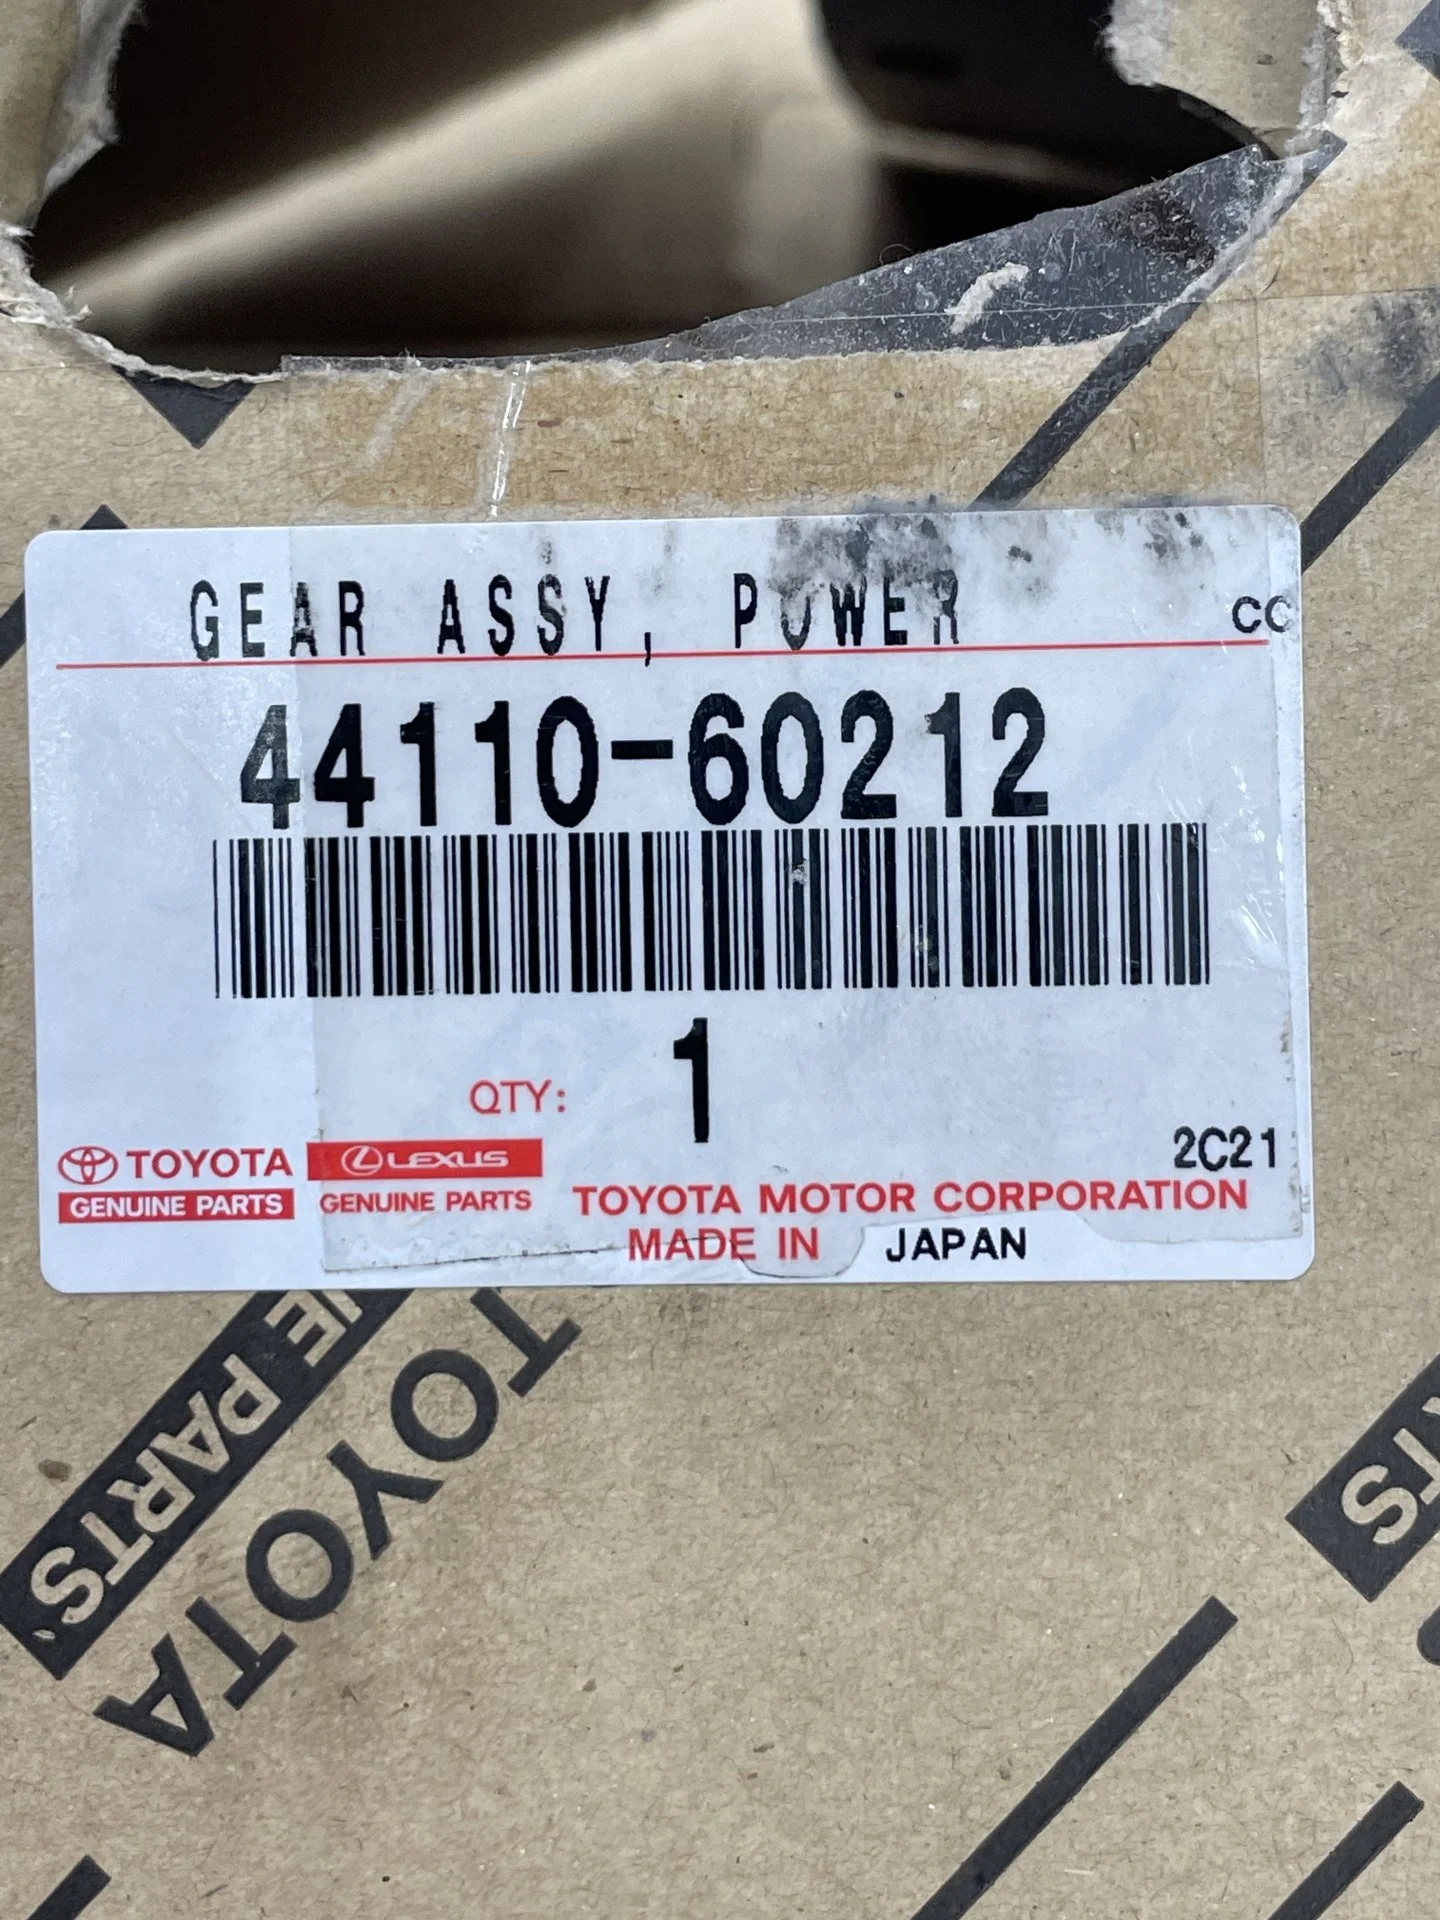 GEAR ASSY, POWER
CC
44110-60212
QTY: 1
2C21
TOYOTA
GENUINE PARTS
LEXUS
GENUINE PARTS
TOYOTA MOTOR CORPORATION
MADE IN JAPAN
PARTS
TOYOTA